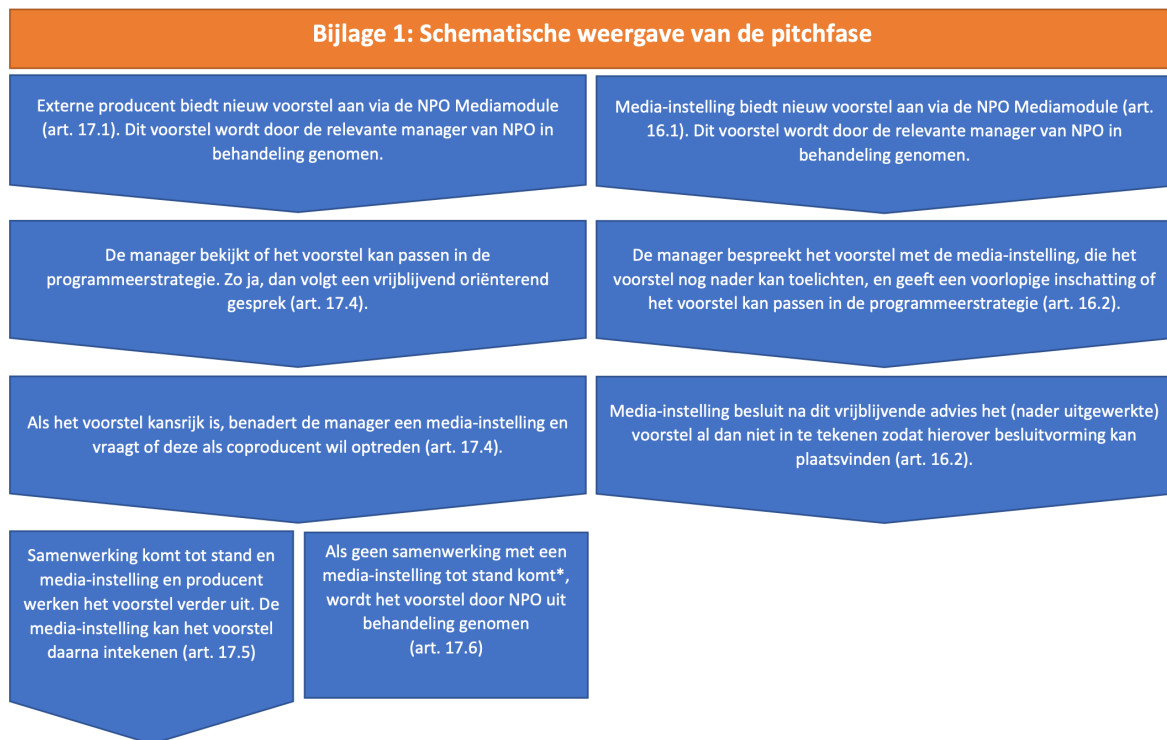 Bijlage 1: Schematische weergave van de pitchfase
Externe producent biedt nieuw voorstel aan via de NPO Mediamodule
(art. 17.1). Dit voorstel wordt door de relevante manager van NPO in
behandeling genomen.
Media-instelling biedt nieuw voorstel aan via de NPO Mediamodule (art.
16.1). Dit voorstel wordt door de relevante manager van NPO in
behandeling genomen.
De manager bekijkt of het voorstel kan passen in de
programmeerstrategie. Zo ja, dan volgt een vrijblijvend oriënterend
gesprek (art. 17.4).
De manager bespreekt het voorstel met de media-instelling, die het
voorstel nog nader kan toelichten, en geeft een voorlopige inschatting of
het voorstel kan passen in de programmeerstrategie (art. 16.2).
Als het voorstel kansrijk is, benadert de manager een media-instelling en
vraagt of deze als coproducent wil optreden (art. 17.4).
Media-instelling besluit na dit vrijblijvende advies het (nader uitgewerkte)
voorstel al dan niet in te tekenen zodat hierover besluitvorming kan
plaatsvinden (art. 16.2).
Samenwerking komt tot stand en
media-instelling en producent
werken het voorstel verder uit. De
media-instelling kan het voorstel
daarna intekenen (art. 17.5)
Als geen samenwerking met een
media-instelling tot stand komt*,
wordt het voorstel door NPO uit
behandeling genomen
(art. 17.6)